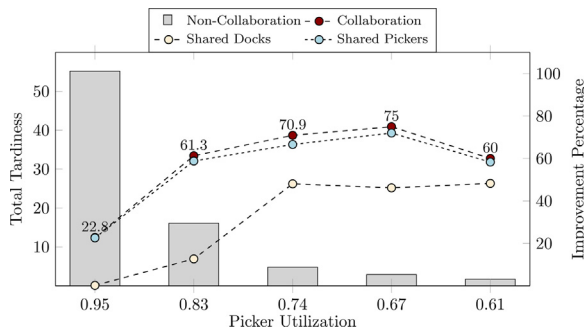 Non-Collaboration Collaboration
Shared Docks Shared Pickers
Total Tardiness
50
40
30
20
10
100
80
60
40
20
Improvement Percentage
22.8
61.3
70.9
75
60
0.95 0.83 0.74 0.67 0.61
Picker Utilization